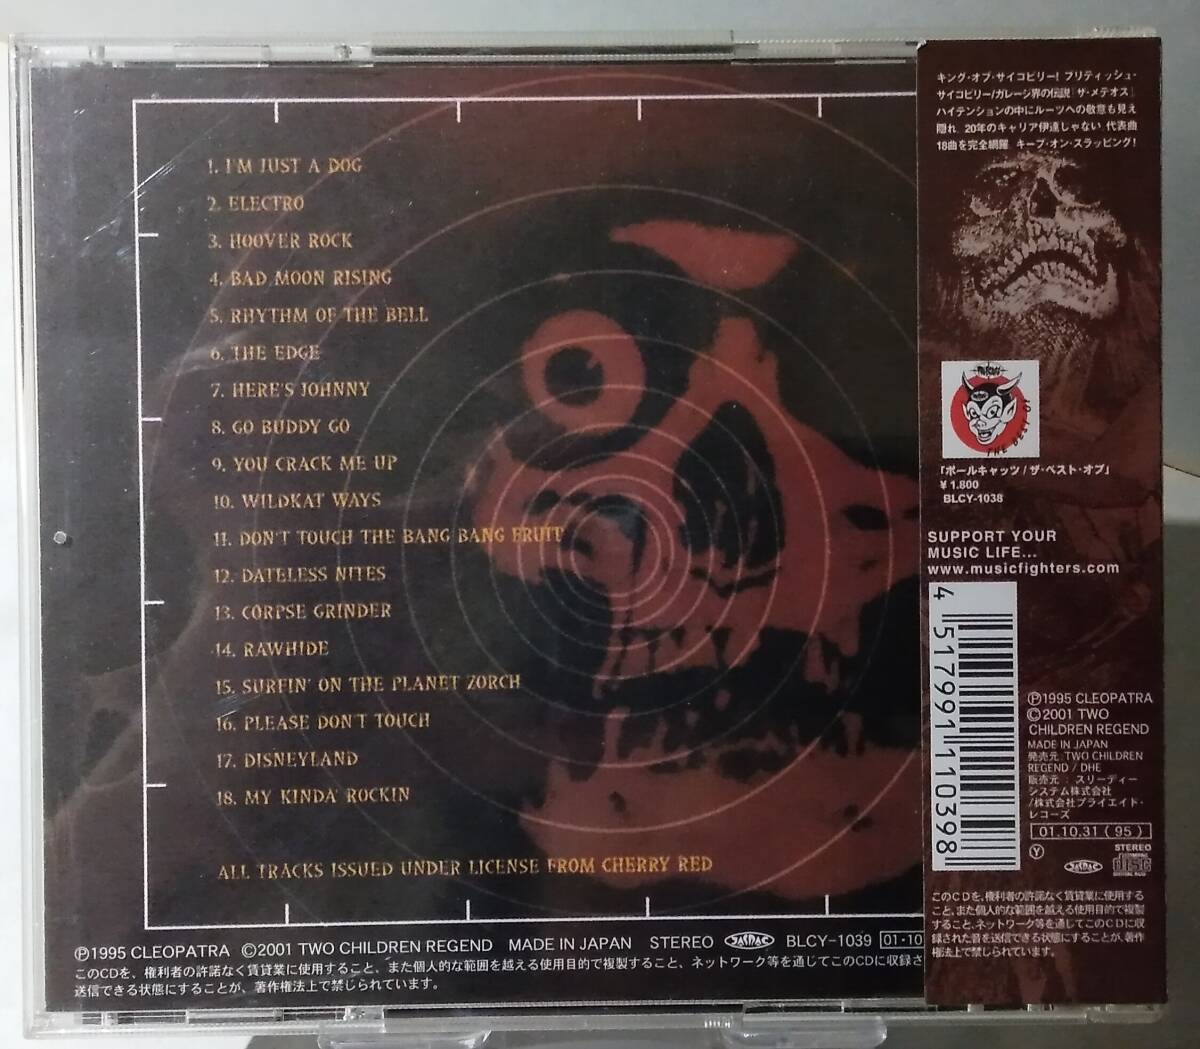 1. I'M JUST A DOG
2. ELECTRO
3. HOOVER ROCK
4. BAD MOON RISING
5. RHYTHM OF THE BELL
6. THE EDGE
7. HERE'S JOHNNY
8. GO BUDDY GO
9. YOU CRACK ME UP
10. WILDKAT WAYS
11. DON'T TOUCH THE BANG BANG FRUIT
12. DATELESS NITES
13. CORPSE GRINDER
14. RAWHIDE
15. SURFIN' ON THE PLANET ZORCH
16. PLEASE DON'T TOUCH
17. DISNEYLAND
18. MY KINDA' ROCKIN
ALL TRACKS ISSUED UNDER LICENSE FROM CHERRY RED
Ⓟ1995 CLEOPATRA ©2001 TWO CHILDREN REGEND MADE IN JAPAN STEREO JASRAC BLCY-1039 01·10
このCDを、権利者の許諾なく賃貸業に使用すること、また個人的な範囲を越える使用目的で複製すること、ネットワーク等を通じてこのCDに収録さ
送信できる状態にすることが、著作権法上で禁じられています。
キング・オブ・サイコビリー! ブリティッシュ・
サイコビリー/ガレージ界の伝説「ザ・メテオス」
ハイテンションの中にルーツへの敬意も見え
隠れ 20年のキャリア伊達じゃない 代表曲
18曲を完全網羅 キープ・オン・スラッピング!
THE BEST OF
「ポールキャッツ/ザ・ベスト・オブ」
¥1.800
BLCY-1038
SUPPORT YOUR
MUSIC LIFE...
www.musicfighters.com
4 517991 110398
Ⓟ1995 CLEOPATRA
©2001 TWO
CHILDREN REGEND
MADE IN JAPAN
発売元:TWO CHILDREN
REGEND / DHE
販売元:スリーディー
システム株式会社
/株式会社ブライエイド・
レコーズ
01.10.31 (95)
Ⓨ
STEREO
JASRAC
COMPACT
disc
DIGITAL AUDIO
このCDを、権利者の許諾なく賃貸業に使用する
こと、また個人的な範囲を越える使用目的で複製
すること、ネットワーク等を通じてこのCDに収
録された音を送信できる状態にすることが、著作
権法上で禁じられています。